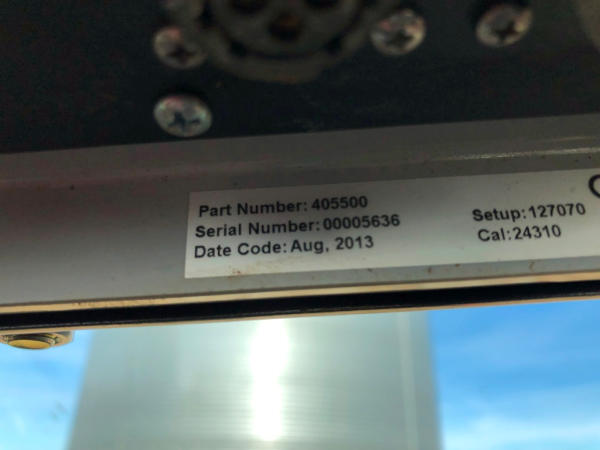 Part Number: 405500
Serial Number: 00005636
Date Code: Aug, 2013
Setup: 127070
Cal: 24310